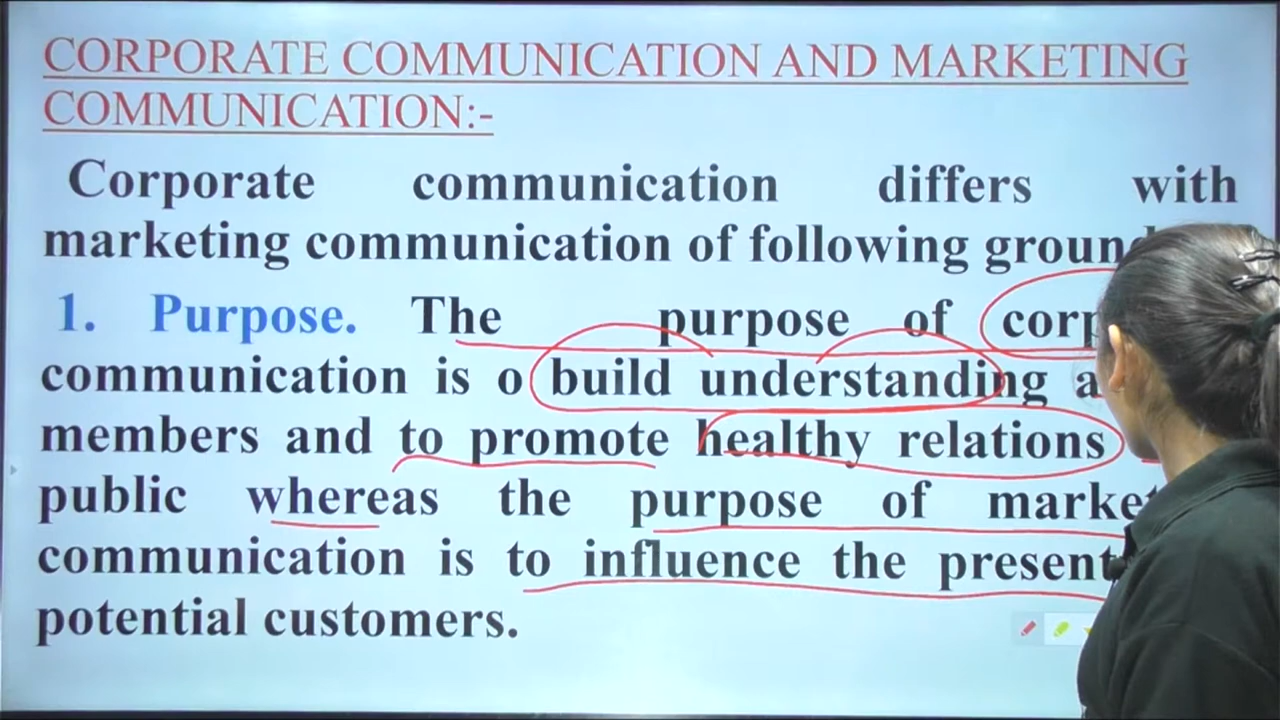 CORPORATE COMMUNICATION AND MARKETING
COMMUNICATION:-
Corporate communication differs with
marketing communication of following
1. Purpose. The purpose of
communication is o build understanding
members and to promote healthy relations
public whereas the purpose of
communication is to influence the present
potential customers.